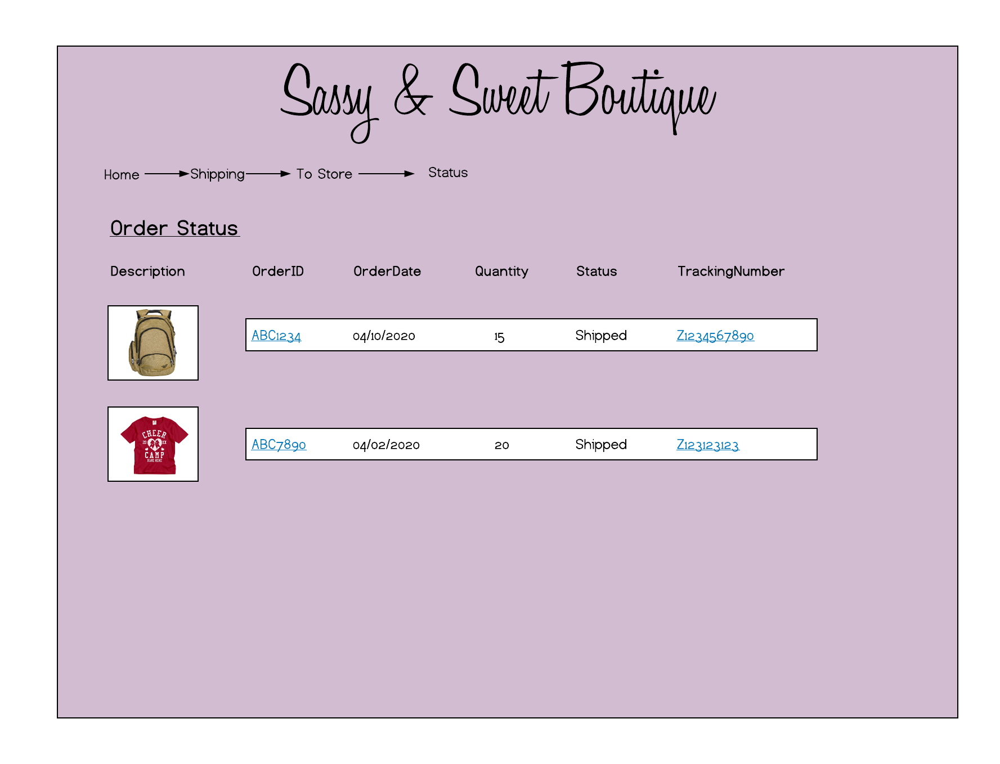 Sassy & Sweet Boutique
Home Shipping To Store Status
Order Status
Description OrderID OrderDate Quantity Status TrackingNumber
ABC1234 04/10/2020 15 Shipped Z1234567890
CHEER
20 XX
CAMP
NAME HERE
ABC7890 04/02/2020 20 Shipped Z123123123